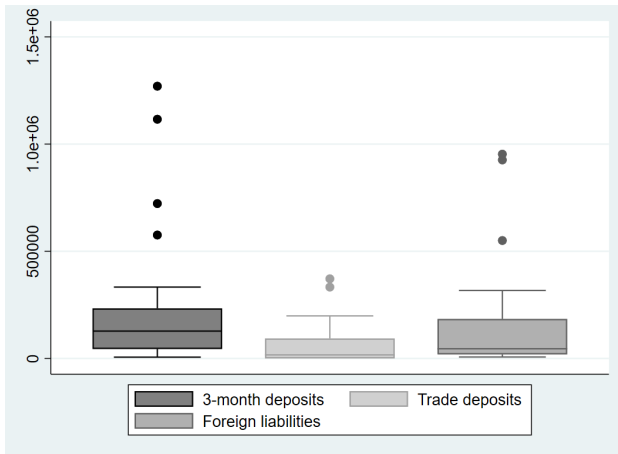 1.5e+06
1.0e+06
500000
0
3-month deposits
Trade deposits
Foreign liabilities